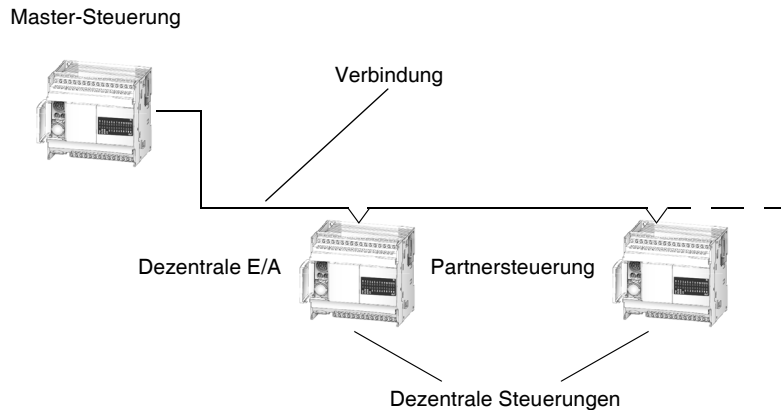 Master-Steuerung
Verbindung
Dezentrale E/A
Partnersteuerung
Dezentrale Steuerungen